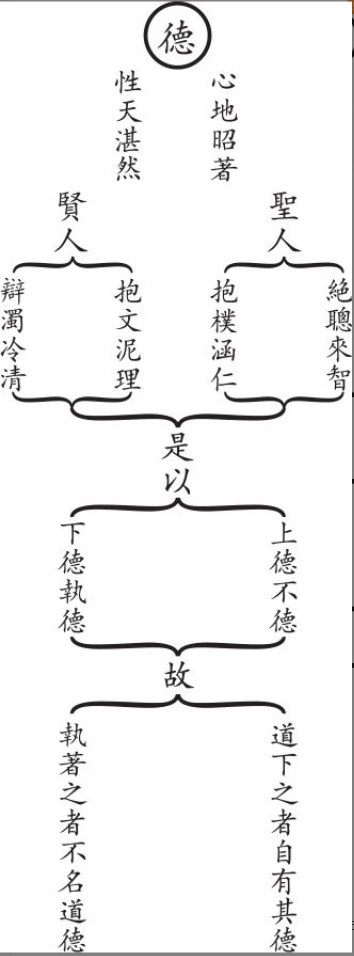 德
心地昭著
性天湛然
聖人
絕聰來智
抱樸涵仁
賢人
抱文泥理
辯濁冷清
是以
上德不德
下德執德
故
道下之者自有其德
執著之者不名道德